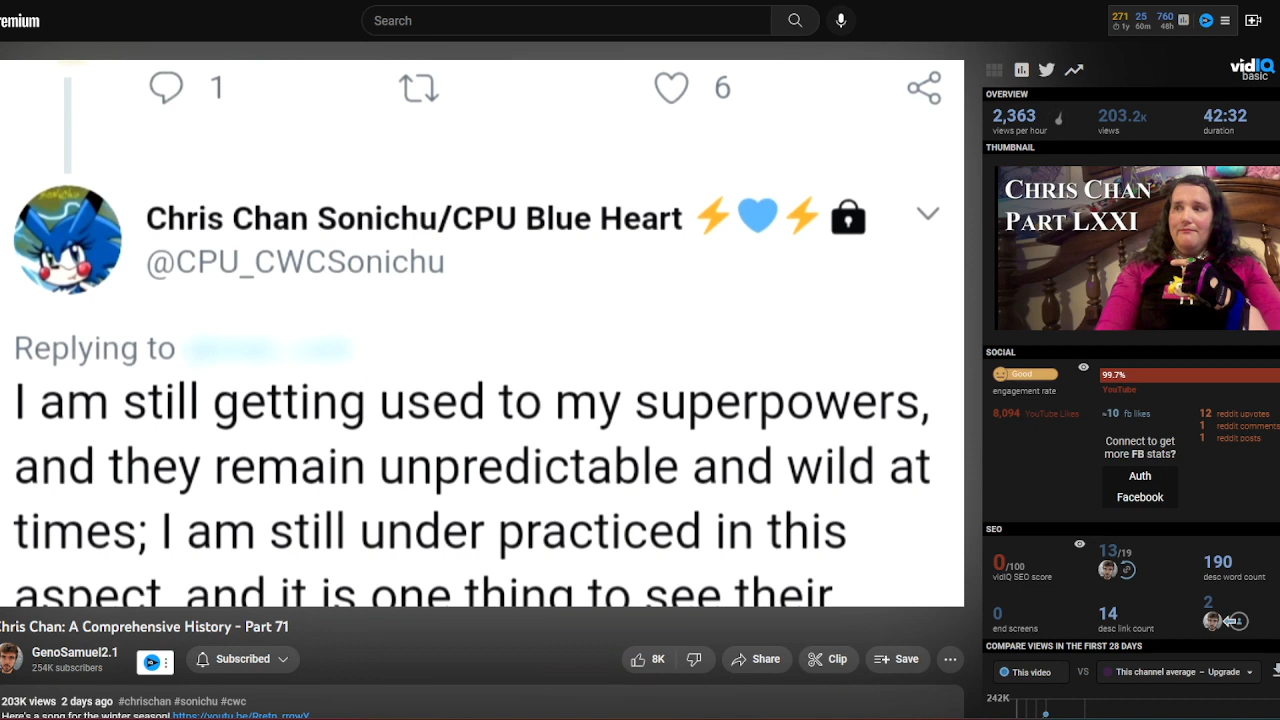 remium
Search
271 25 760
1y 60m 48h
1
6
Chris Chan Sonichu/CPU Blue Heart
@CPU_CWCSonichu
Replying to
I am still getting used to my superpowers,
and they remain unpredictable and wild at
times; I am still under practiced in this
aspect, and it is one thing to see their
hris Chan: A Comprehensive History - Part 71
GenoSamuel2.1
254K subscribers
Subscribed
8K
Share
Clip
Save
203K views 2 days ago #chrischan #sonichu #cwc
Here's a song for the winter season!
vidIQ
basic
OVERVIEW
2,363
views per hour
203.2K
views
42:32
duration
THUMBNAIL
CHRIS CHAN
PART LXXI
SOCIAL
Good
engagement rate
99.7%
YouTube
8,094 YouTube Likes
≈10 fb likes
12 reddit upvotes
1 reddit comments
1 reddit posts
Connect to get
more FB stats?
Auth
Facebook
SEO
0/100
vidIQ SEO score
13/19
190
desc word count
0
end screens
14
desc link count
2
COMPARE VIEWS IN THE FIRST 28 DAYS
This video
VS
This channel average - Upgrade
242K